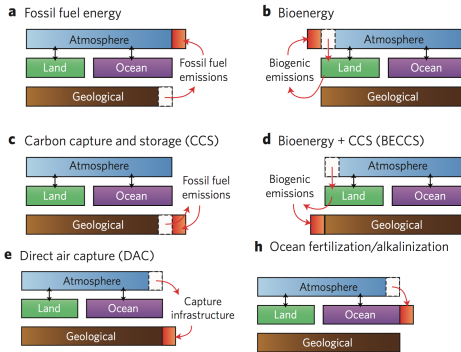 a Fossil fuel energy
Atmosphere
Land
Ocean
Geological
Fossil fuel
emissions
b Bioenergy
Atmosphere
Biogenic
emissions
Land
Ocean
Geological
c Carbon capture and storage (CCS)
Atmosphere
Land
Ocean
Geological
Fossil fuel
emissions
d Bioenergy + CCS (BECCS)
Atmosphere
Biogenic
emissions
Land
Ocean
Geological
e Direct air capture (DAC)
Atmosphere
Land
Ocean
Geological
Capture
infrastructure
h Ocean fertilization/alkalinization
Atmosphere
Land
Ocean
Geological